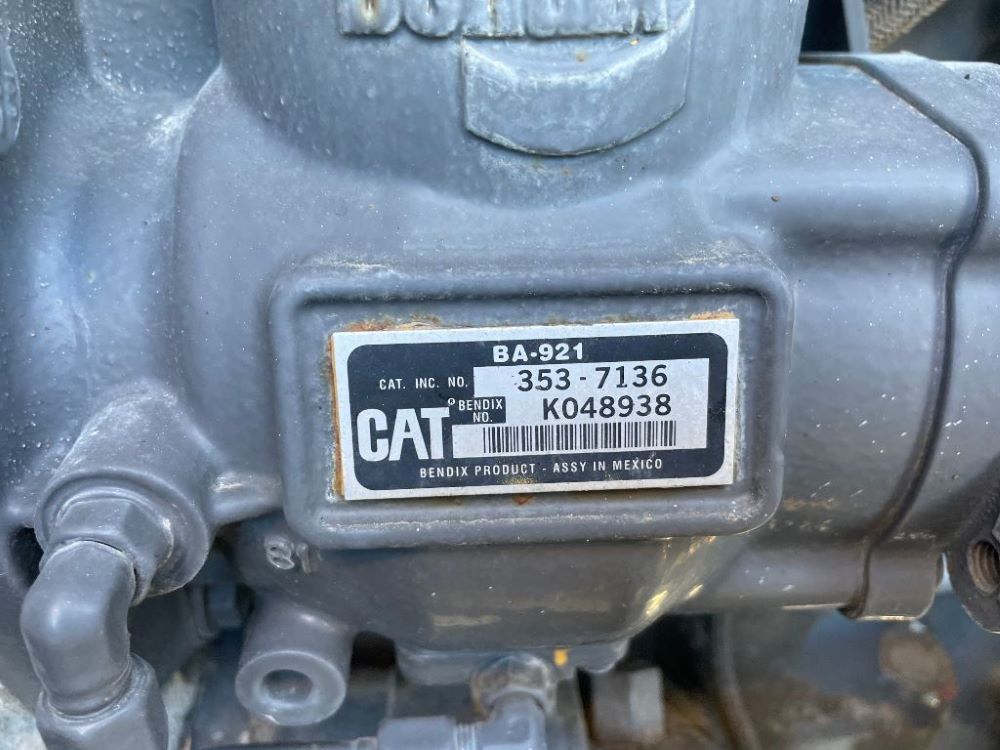 BA-921
CAT. INC. NO. 353-7136
CAT® BENDIX NO. K048938
BENDIX PRODUCT - ASSY IN MEXICO